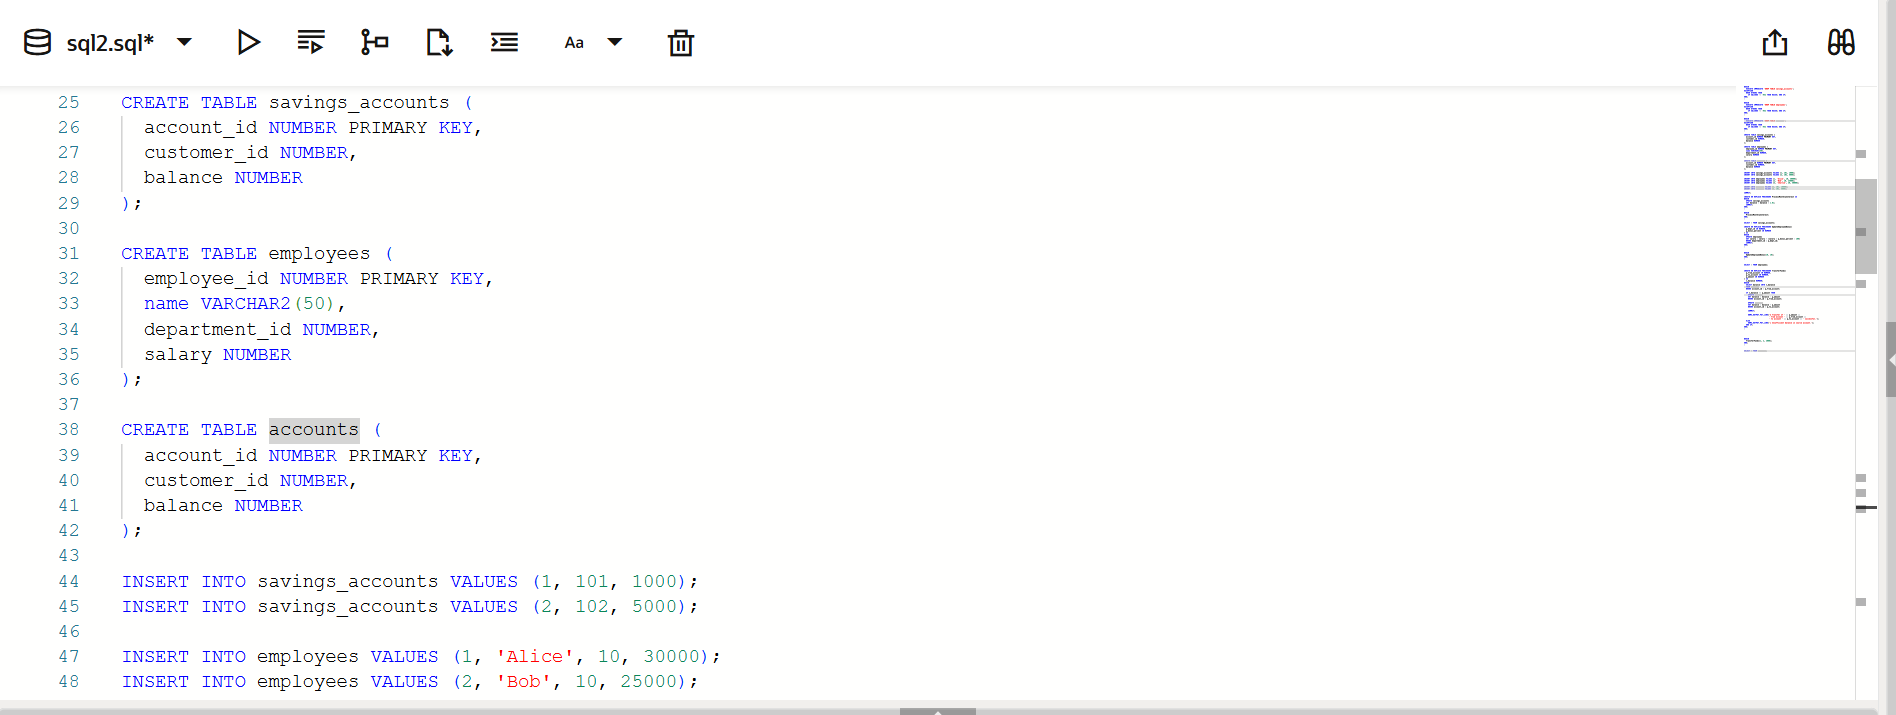 sql2.sql*
Aa
25 CREATE TABLE savings_accounts (
26 account_id NUMBER PRIMARY KEY,
27 customer_id NUMBER,
28 balance NUMBER
29 );
30
31 CREATE TABLE employees (
32 employee_id NUMBER PRIMARY KEY,
33 name VARCHAR2(50),
34 department_id NUMBER,
35 salary NUMBER
36 );
37
38 CREATE TABLE accounts (
39 account_id NUMBER PRIMARY KEY,
40 customer_id NUMBER,
41 balance NUMBER
42 );
43
44 INSERT INTO savings_accounts VALUES (1, 101, 1000);
45 INSERT INTO savings_accounts VALUES (2, 102, 5000);
46
47 INSERT INTO employees VALUES (1, 'Alice', 10, 30000);
48 INSERT INTO employees VALUES (2, 'Bob', 10, 25000);